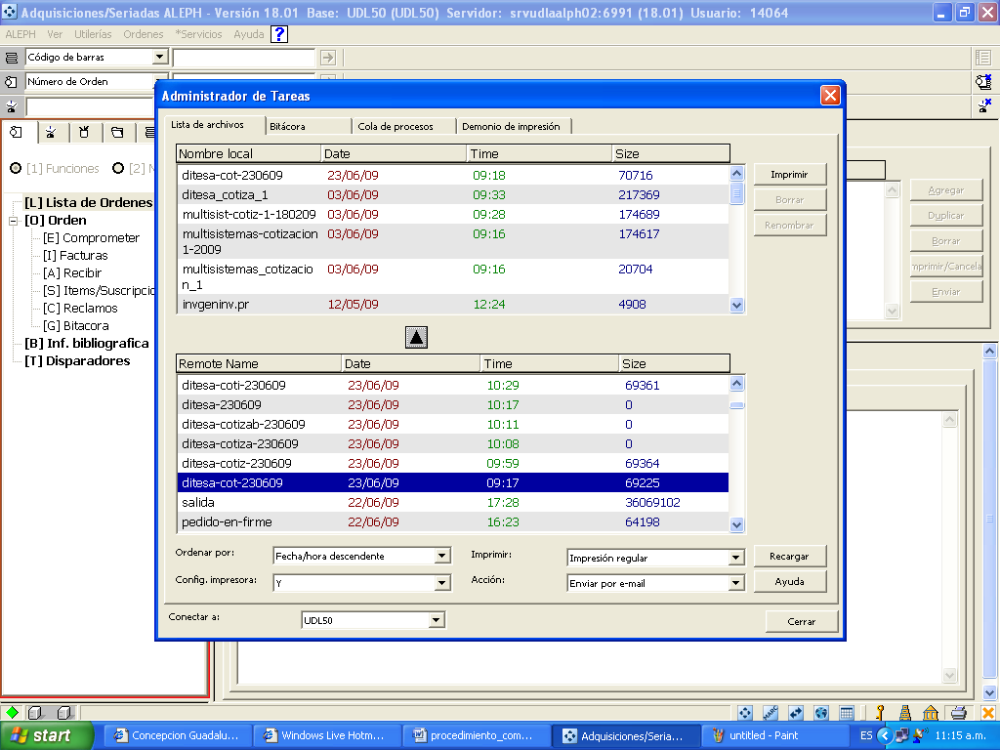 Adquisiciones/Seriadas ALEPH - Versión 18.01 Base: UDL50 (UDL50) Servidor: srvudlaalph02:6991 (18.01) Usuario: 14064
ALEPH Ver Utilerías Ordenes *Servicios Ayuda ?
Código de barras
Número de Orden
Administrador de Tareas
Lista de archivos Bitácora Cola de procesos Demonio de impresión
[1] Funciones [2]
Nombre local Date Time Size
ditesa-cot-230609 23/06/09 09:18 70716
ditesa_cotiza_1 03/06/09 09:33 217369
multisist-cotiz-1-180209 03/06/09 09:28 174689
multisistemas-cotizacion 03/06/09 09:16 174617
1-2009
multisistemas_cotizacio 03/06/09 09:16 20704
n_1
invgeninv.pr 12/05/09 12:24 4908
Imprimir
Borrar
Renombrar
Agregar
Duplicar
Borrar
mprimir/Cancela
Enviar
[L] Lista de Ordenes
[O] Orden
[E] Comprometer
[I] Facturas
[A] Recibir
[S] Items/Suscripcio
[C] Reclamos
[G] Bitacora
[B] Inf. bibliografica
[T] Disparadores
Remote Name Date Time Size
ditesa-coti-230609 23/06/09 10:29 69361
ditesa-230609 23/06/09 10:17 0
ditesa-cotizab-230609 23/06/09 10:11 0
ditesa-cotiza-230609 23/06/09 10:08 0
ditesa-cotiz-230609 23/06/09 09:59 69364
ditesa-cot-230609 23/06/09 09:17 69225
salida 22/06/09 17:28 36069102
pedido-en-firme 22/06/09 16:23 64198
Ordenar por: Fecha/hora descendente Imprimir: Impresión regular Recargar
Config. impresora: Y Acción: Enviar por e-mail Ayuda
Conectar a: UDL50 Cerrar
start Concepcion Guadalu... Windows Live Hotm... procedimiento_com... Adquisiciones/Seria... untitled - Paint ES 11:15 a.m.